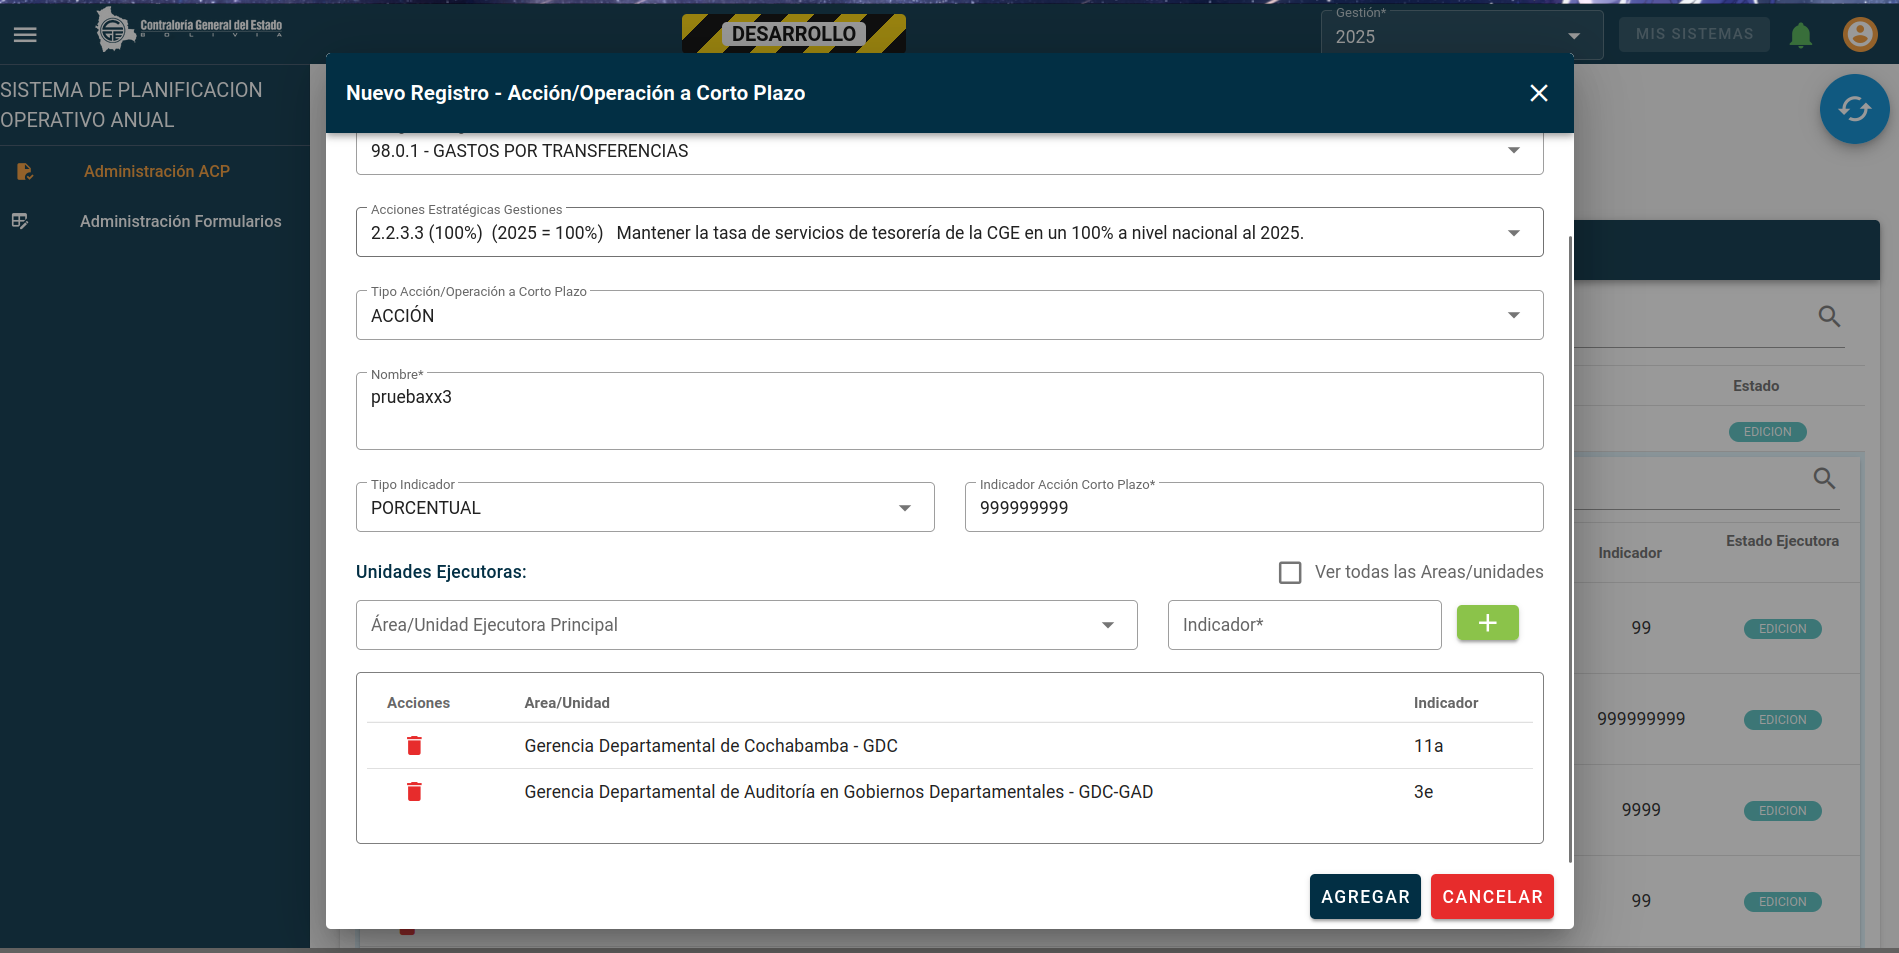 Contraloría General del Estado
BOLIVIA
DESARROLLO
Gestión*
2025
MIS SISTEMAS
SISTEMA DE PLANIFICACION
OPERATIVO ANUAL
Administración ACP
Administración Formularios
Nuevo Registro - Acción/Operación a Corto Plazo
98.0.1 - GASTOS POR TRANSFERENCIAS
Acciones Estratégicas Gestiones
2.2.3.3 (100%) (2025 = 100%) Mantener la tasa de servicios de tesorería de la CGE en un 100% a nivel nacional al 2025.
Tipo Acción/Operación a Corto Plazo
ACCIÓN
Nombre*
pruebaxx3
Tipo Indicador
PORCENTUAL
Indicador Acción Corto Plazo*
999999999
Unidades Ejecutoras:
Ver todas las Areas/unidades
Área/Unidad Ejecutora Principal
Indicador*
Acciones Area/Unidad Indicador
Gerencia Departamental de Cochabamba - GDC 11a
Gerencia Departamental de Auditoría en Gobiernos Departamentales - GDC-GAD 3e
AGREGAR
CANCELAR
Estado
EDICION
Indicador Estado Ejecutora
99 EDICION
999999999 EDICION
9999 EDICION
99 EDICION